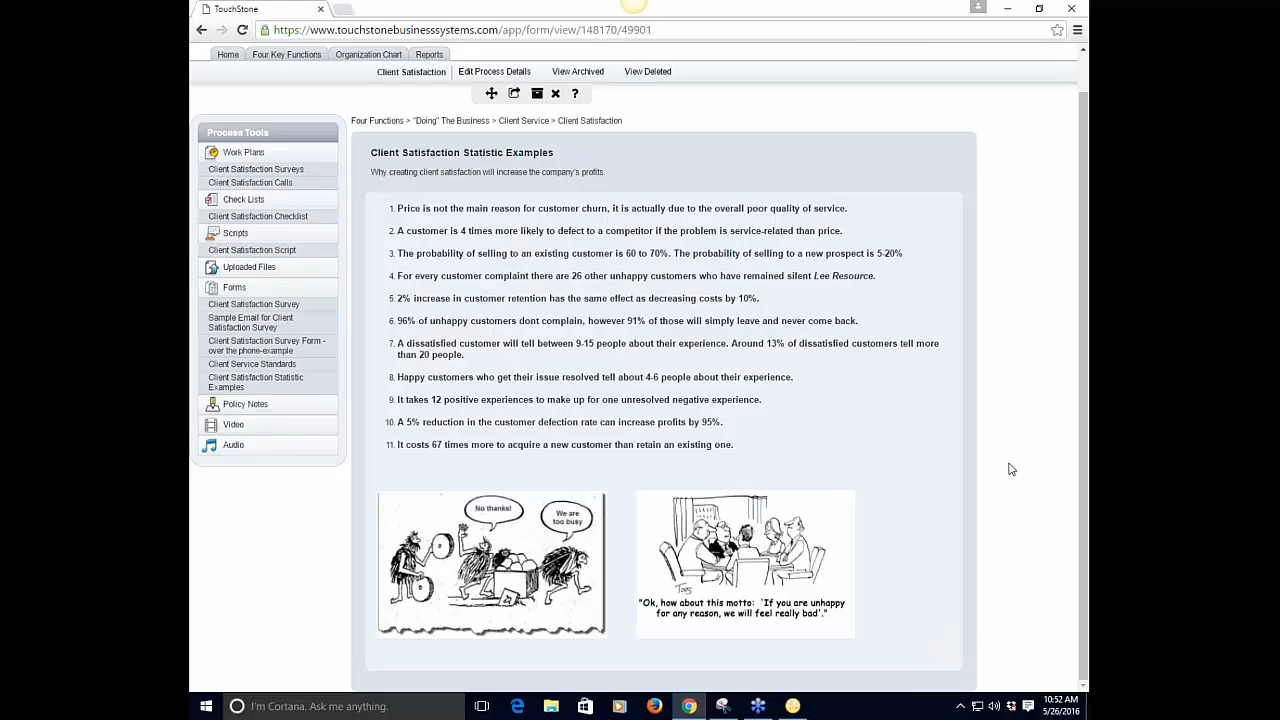 TouchStone
https://www.touchstonebusinesssystems.com/app/form/view/148170/49901
Home
Four Key Functions
Organization Chart
Reports
Client Satisfaction
Edit Process Details
View Archived
View Deleted
?
Four Functions > "Doing" The Business > Client Service > Client Satisfaction
Process Tools
Work Plans
Client Satisfaction Surveys
Client Satisfaction Calls
Check Lists
Client Satisfaction Checklist
Scripts
Client Satisfaction Script
Uploaded Files
Forms
Client Satisfaction Survey
Sample Email for Client
Satisfaction Survey
Client Satisfaction Survey Form -
over the phone-example
Client Service Standards
Client Satisfaction Statistic
Examples
Policy Notes
Video
Audio
Client Satisfaction Statistic Examples
Why creating client satisfaction will increase the company's profits.
1. Price is not the main reason for customer churn, it is actually due to the overall poor quality of service.
2. A customer is 4 times more likely to defect to a competitor if the problem is service-related than price.
3. The probability of selling to an existing customer is 60 to 70%. The probability of selling to a new prospect is 5-20%
4. For every customer complaint there are 26 other unhappy customers who have remained silent Lee Resource.
5. 2% increase in customer retention has the same effect as decreasing costs by 10%.
6. 96% of unhappy customers dont complain, however 91% of those will simply leave and never come back.
7. A dissatisfied customer will tell between 9-15 people about their experience. Around 13% of dissatisfied customers tell more
than 20 people.
8. Happy customers who get their issue resolved tell about 4-6 people about their experience.
9. It takes 12 positive experiences to make up for one unresolved negative experience.
10. A 5% reduction in the customer defection rate can increase profits by 95%.
11. It costs 67 times more to acquire a new customer than retain an existing one.
No thanks!
We are
too busy
Toos
"Ok, how about this motto: 'If you are unhappy
for any reason, we will feel really bad'."
I'm Cortana. Ask me anything.
10:52 AM
5/26/2016